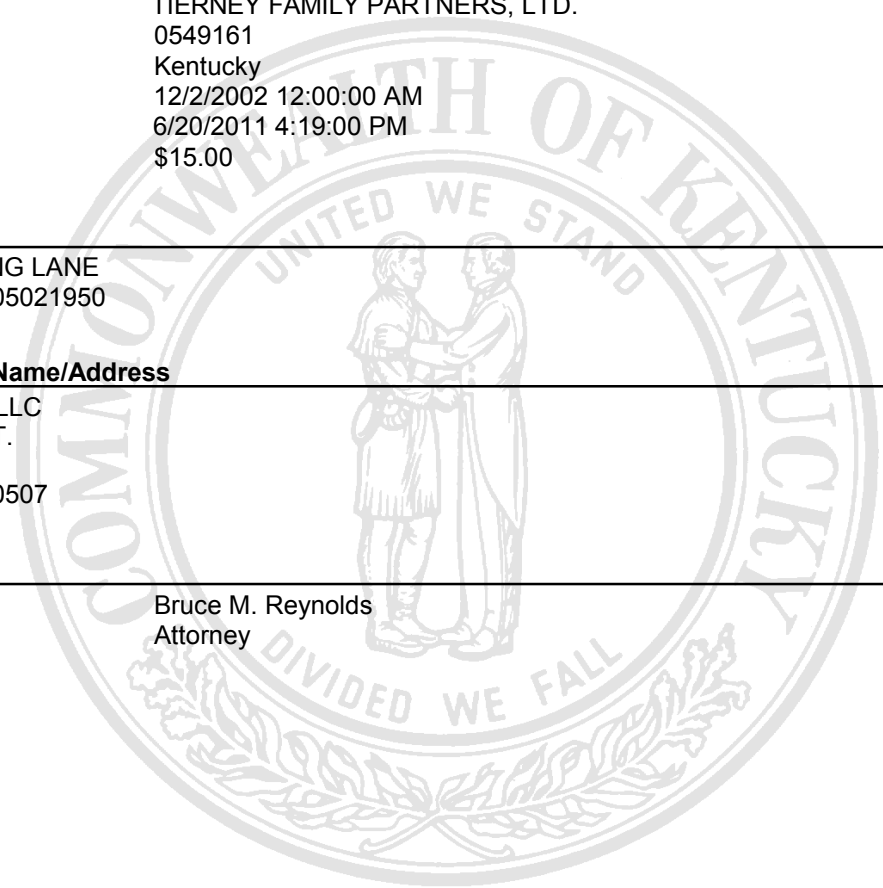 TIERNEY FAMILY PARTNERS, LTD.
0549161
Kentucky
12/2/2002 12:00:00 AM
6/20/2011 4:19:00 PM
$15.00
COMMONWEALTH OF KENTUCKY
UNITED WE STAND
NG LANE
05021950
Name/Address
LLC
T.
0507
Bruce M. Reynolds
Attorney
DIVIDED WE FALL